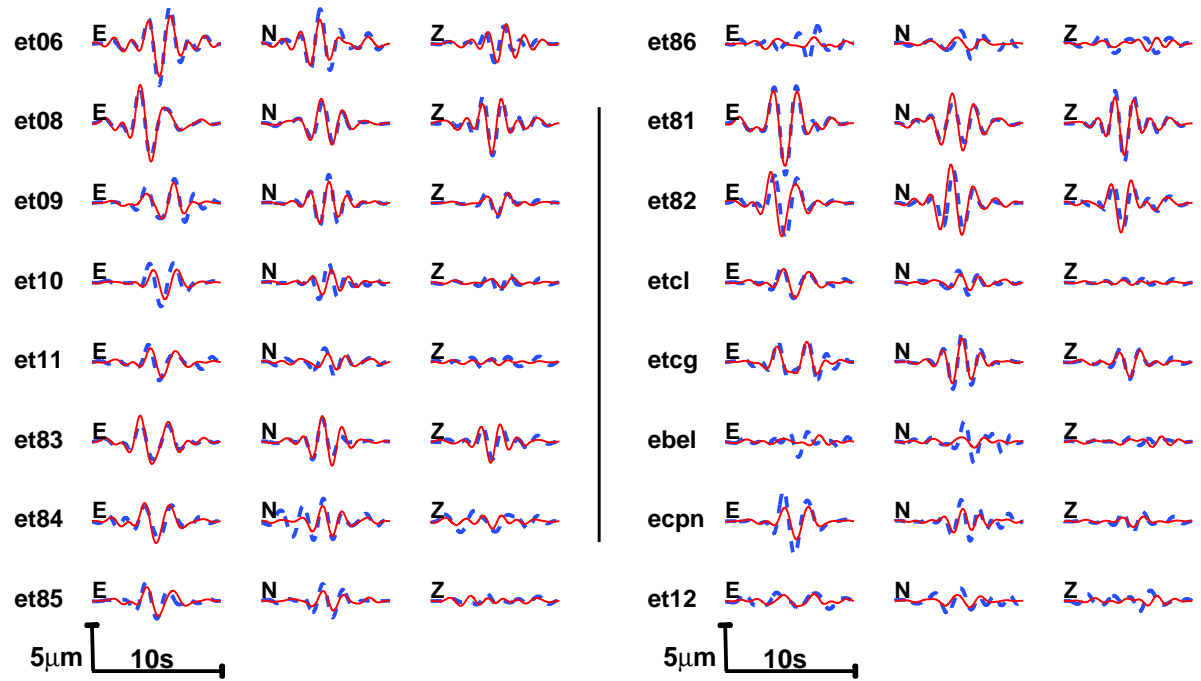 et06 E N Z
et08 E N Z
et09 E N Z
et10 E N Z
et11 E N Z
et83 E N Z
et84 E N Z
et85 E N Z
5μm 10s
et86 E N Z
et81 E N Z
et82 E N Z
etcl E N Z
etcg E N Z
ebel E N Z
ecpn E N Z
et12 E N Z
5μm 10s